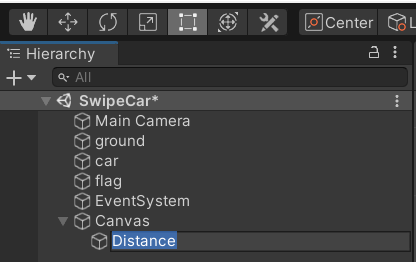 Center L
Hierarchy
All
SwipeCar*
Main Camera
ground
car
flag
EventSystem
Canvas
Distance